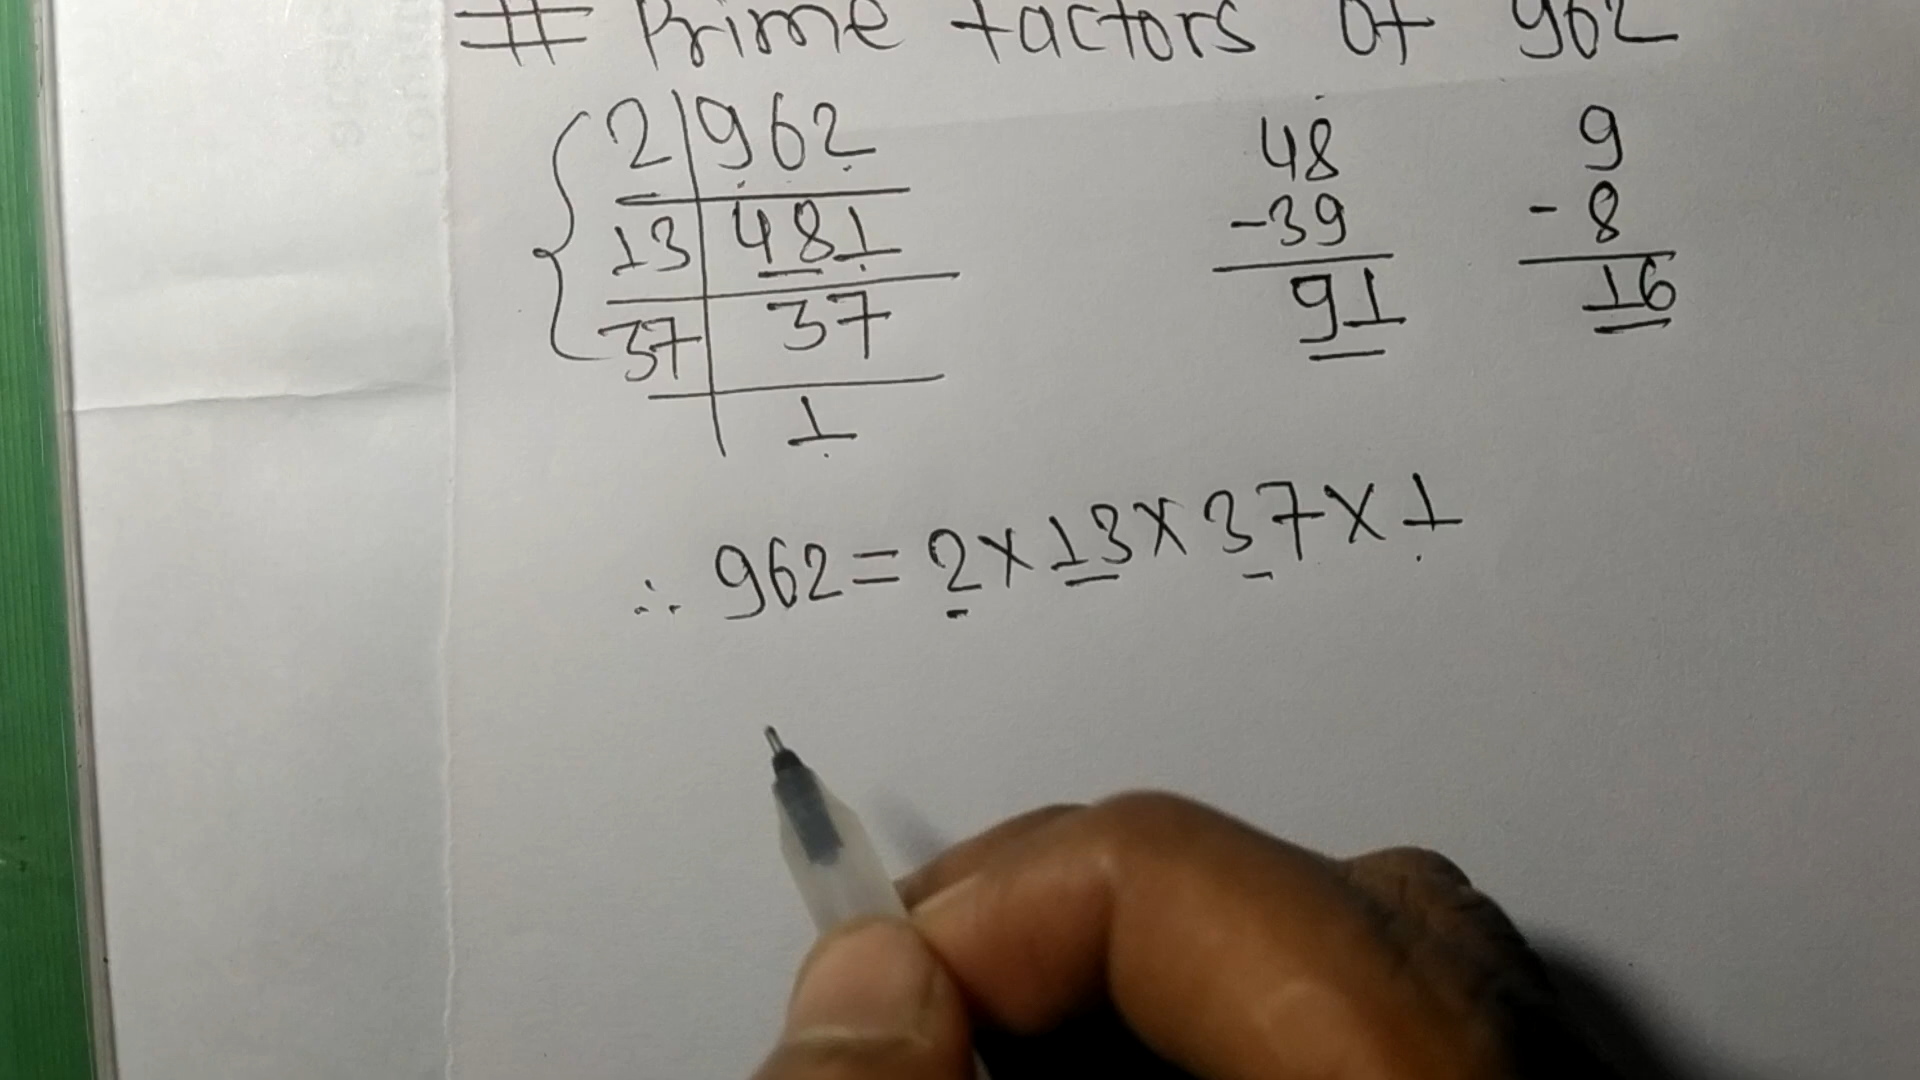 # Prime factors of 962
2 | 962
13 | 481
37 | 37
1
48
-39
91
9
-8
16
∴ 962 = 2 × 13 × 37 × 1